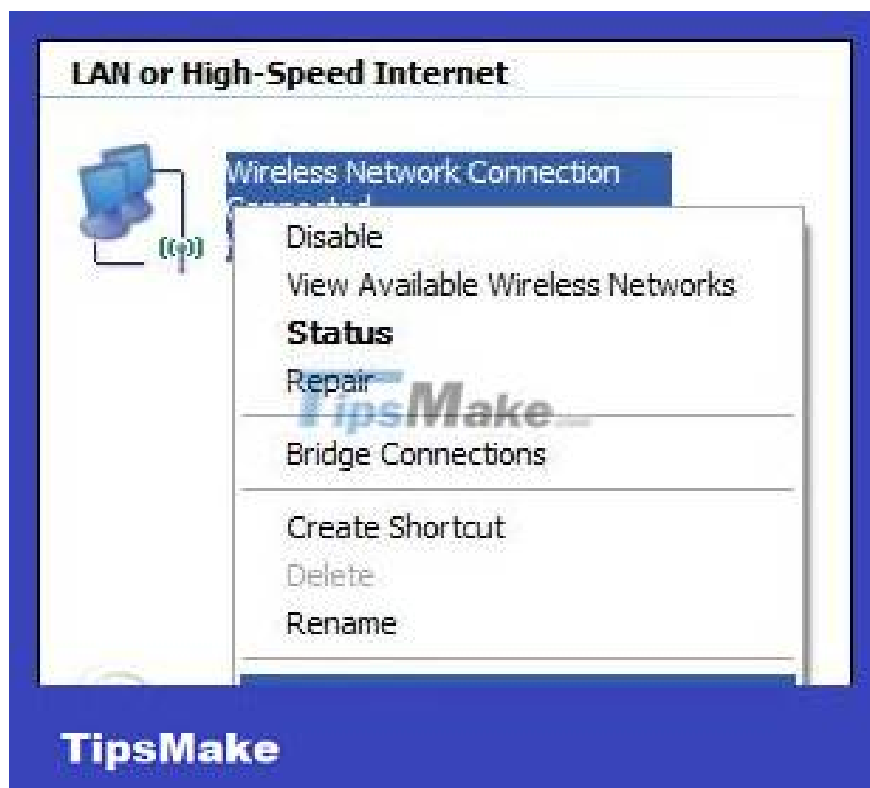 LAN or High-Speed Internet
Wireless Network Connection
Connected
Disable
View Available Wireless Networks
Status
Repair
TipsMake
Bridge Connections
Create Shortcut
Delete
Rename
TipsMake